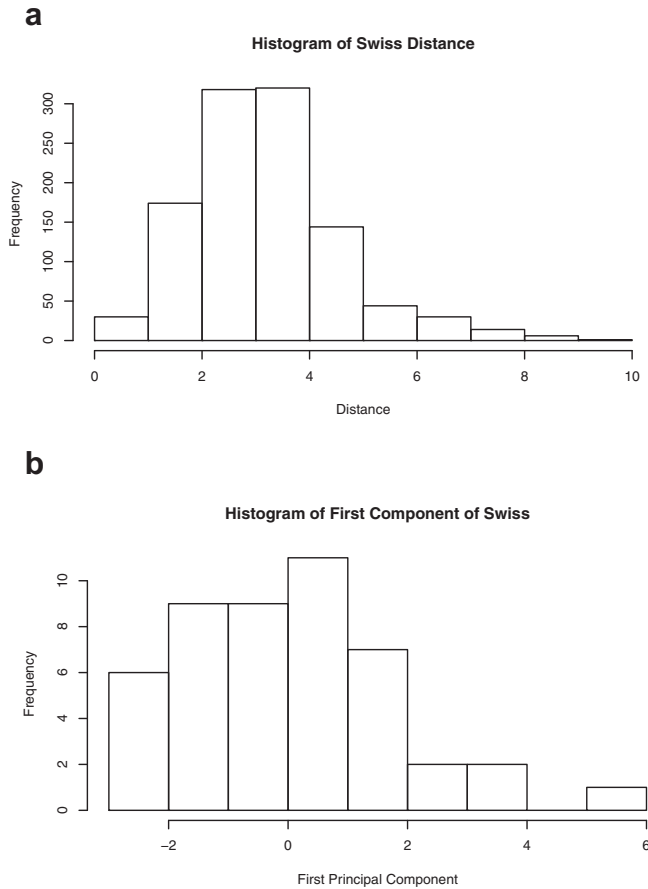 a
Histogram of Swiss Distance
300
250
200
150
100
50
0
Frequency
0 2 4 6 8 10
Distance
b
Histogram of First Component of Swiss
10
8
6
4
2
0
Frequency
−2 0 2 4 6
First Principal Component